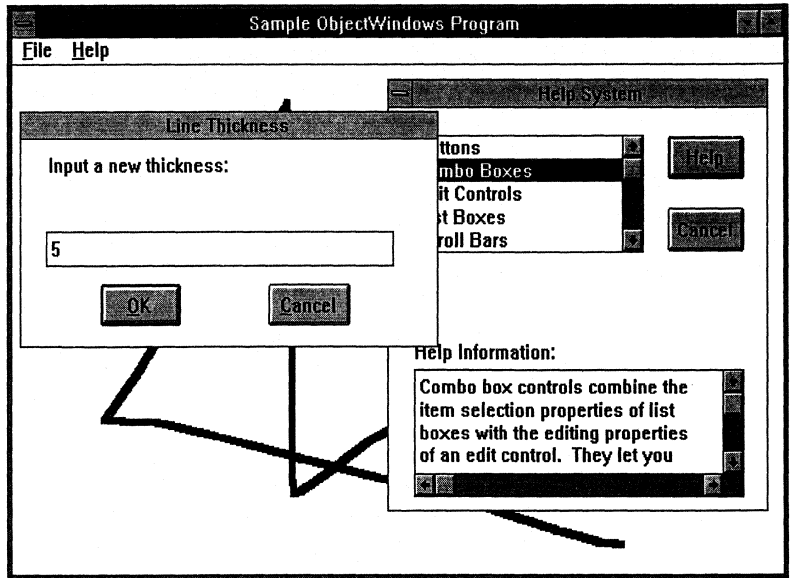 Sample ObjectWindows Program
File Help
Help System
Line Thickness
Input a new thickness:
5
OK
Cancel
ttons
mbo Boxes
it Controls
st Boxes
roll Bars
Help
Cancel
Help Information:
Combo box controls combine the
item selection properties of list
boxes with the editing properties
of an edit control. They let you